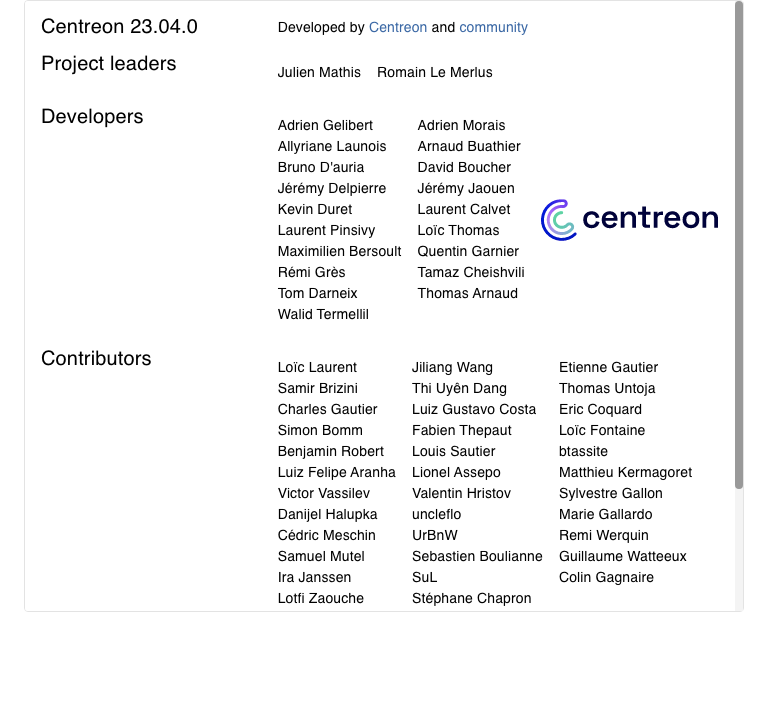 Centreon 23.04.0
Developed by Centreon and community
Project leaders
Julien Mathis Romain Le Merlus
Developers
Adrien Gelibert Adrien Morais
Allyriane Launois Arnaud Buathier
Bruno D'auria David Boucher
Jérémy Delpierre Jérémy Jaouen
Kevin Duret Laurent Calvet
Laurent Pinsivy Loïc Thomas
Maximilien Bersoult Quentin Garnier
Rémi Grès Tamaz Cheishvili
Tom Darneix Thomas Arnaud
Walid Termellil
centreon
Contributors
Loïc Laurent Jiliang Wang Etienne Gautier
Samir Brizini Thi Uyên Dang Thomas Untoja
Charles Gautier Luiz Gustavo Costa Eric Coquard
Simon Bomm Fabien Thepaut Loïc Fontaine
Benjamin Robert Louis Sautier btassite
Luiz Felipe Aranha Lionel Assepo Matthieu Kermagoret
Victor Vassilev Valentin Hristov Sylvestre Gallon
Danijel Halupka uncleflo Marie Gallardo
Cédric Meschin UrBnW Remi Werquin
Samuel Mutel Sebastien Boulianne Guillaume Watteeux
Ira Janssen SuL Colin Gagnaire
Lotfi Zaouche Stéphane Chapron